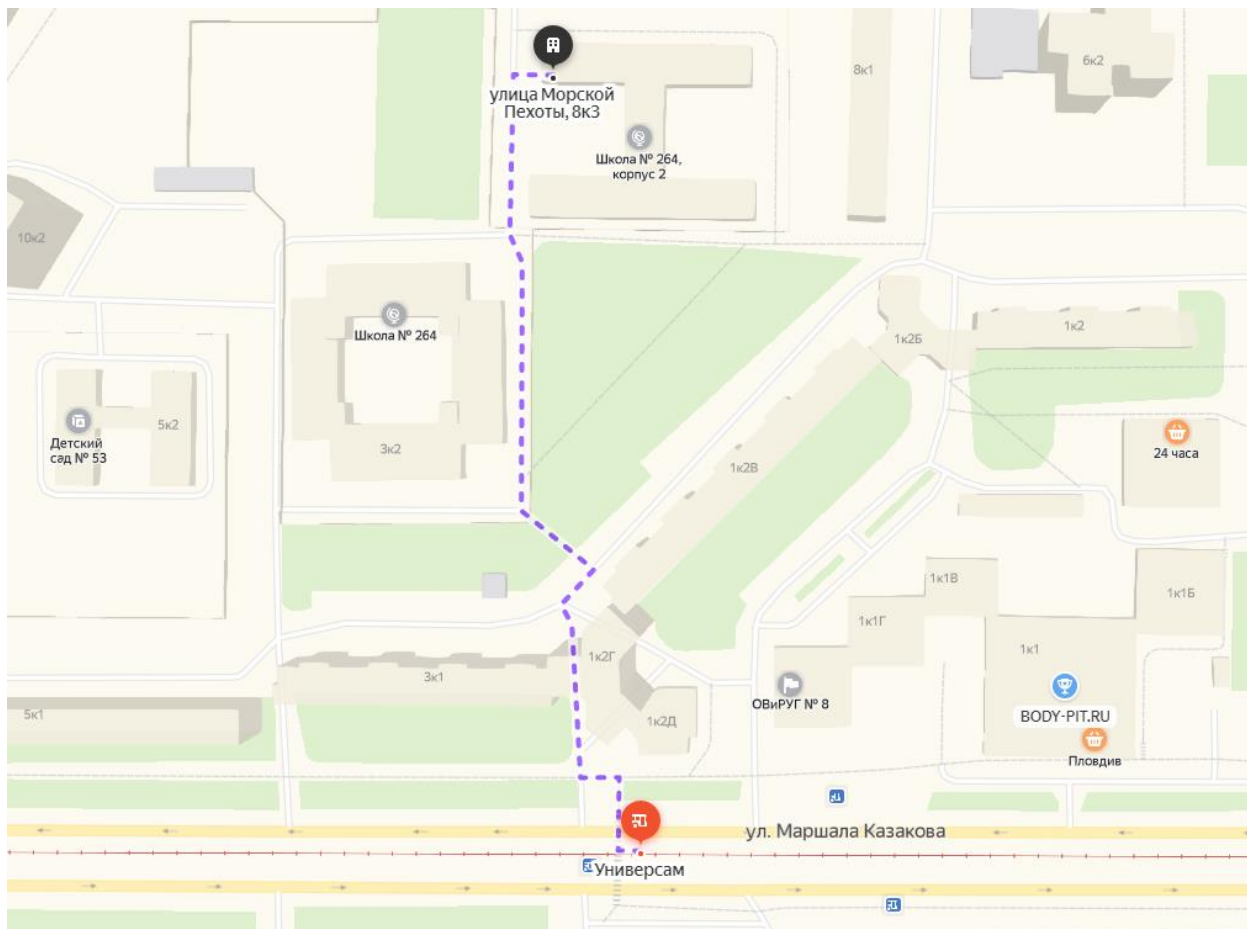 улица Морской
Пехоты, 8к3
8к1
6к2
Школа № 264,
корпус 2
10к2
Школа № 264
1к2
1к2Б
Детский
сад № 53
5к2
3к2
24 часа
1к2В
1к1В
1к1Б
1к1Г
1к2Г
1к1
3к1
ОВиРУГ № 8
BODY-PIT.RU
5к1
1к2Д
Пловдив
ул. Маршала Казакова
Универсам